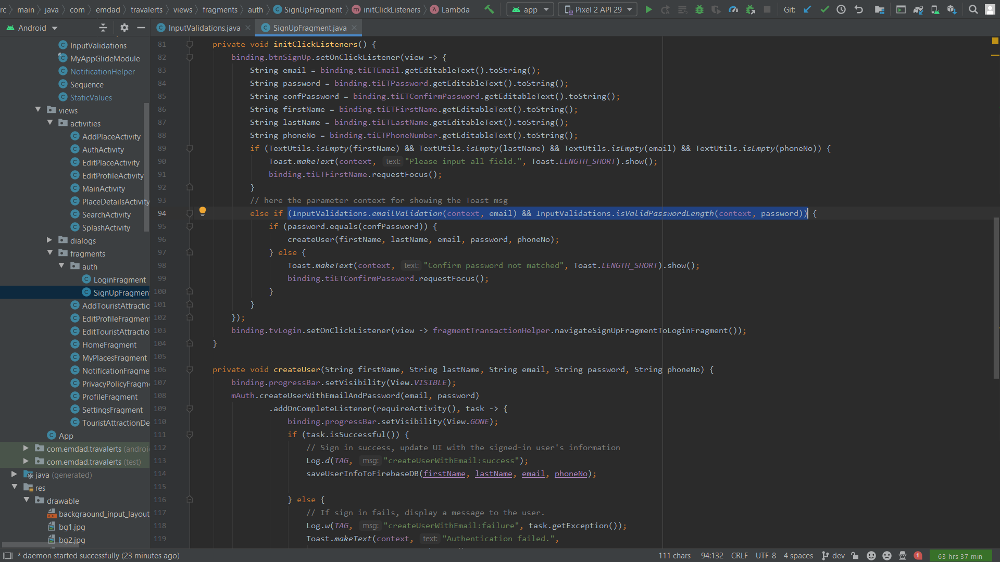 rc main java com emdad travalerts views fragments auth SignUpFragment initClickListeners Lambda app Pixel 2 API 29 Git:
Android InputValidations.java SignUpFragment.java
InputValidations
MyAppGlideModule
NotificationHelper
Sequence
StaticValues
views
activities
AddPlaceActivity
AuthActivity
EditPlaceActivity
EditProfileActivity
MainActivity
PlaceDetailsActivity
SearchActivity
SplashActivity
dialogs
fragments
auth
LoginFragment
SignUpFragmen
AddTouristAttractio
EditProfileFragmen
EditTouristAttractio
HomeFragment
MyPlacesFragment
NotificationFragme
PrivacyPolicyFragm
ProfileFragment
SettingsFragment
TouristAttractionDe
App
com.emdad.travalerts (androi
com.emdad.travalerts (test)
java (generated)
res
drawable
backgraound_input_layout
bg1.jpg
bg2.jpg
81 private void initClickListeners() {
82 binding.btnSignUp.setOnClickListener(view -> {
83 String email = binding.tiETEmail.getEditableText().toString();
84 String password = binding.tiETPassword.getEditableText().toString();
85 String confPassword = binding.tiETConfirmPassword.getEditableText().toString();
86 String firstName = binding.tiETFirstName.getEditableText().toString();
87 String lastName = binding.tiETLastName.getEditableText().toString();
88 String phoneNo = binding.tiETPhoneNumber.getEditableText().toString();
89 if (TextUtils.isEmpty(firstName) && TextUtils.isEmpty(lastName) && TextUtils.isEmpty(email) && TextUtils.isEmpty(phoneNo)) {
90 Toast.makeText(context, text: "Please input all field.", Toast.LENGTH_SHORT).show();
91 binding.tiETFirstName.requestFocus();
92 }
93 // here the parameter context for showing the Toast msg
94 else if (InputValidations.emailValidation(context, email) && InputValidations.isValidPasswordLength(context, password)) {
95 if (password.equals(confPassword)) {
96 createUser(firstName, lastName, email, password, phoneNo);
97 } else {
98 Toast.makeText(context, text: "Confirm password not matched", Toast.LENGTH_SHORT).show();
99 binding.tiETConfirmPassword.requestFocus();
100 }
101 }
102 });
103 binding.tvLogin.setOnClickListener(view -> fragmentTransactionHelper.navigateSignUpFragmentToLoginFragment());
104 }
105
106 private void createUser(String firstName, String lastName, String email, String password, String phoneNo) {
107 binding.progressBar.setVisibility(View.VISIBLE);
108 mAuth.createUserWithEmailAndPassword(email, password)
109 .addOnCompleteListener(requireActivity(), task -> {
110 binding.progressBar.setVisibility(View.GONE);
111 if (task.isSuccessful()) {
112 // Sign in success, update UI with the signed-in user's information
113 Log.d(TAG, msg: "createUserWithEmail:success");
114 saveUserInfoToFirebaseDB(firstName, lastName, email, phoneNo);
115
116 } else {
117 // If sign in fails, display a message to the user.
118 Log.w(TAG, msg: "createUserWithEmail:failure", task.getException());
119 Toast.makeText(context, text: "Authentication failed.",
* daemon started successfully (23 minutes ago) 111 chars 94:132 CRLF UTF-8 4 spaces dev 1 63 hrs 37 min